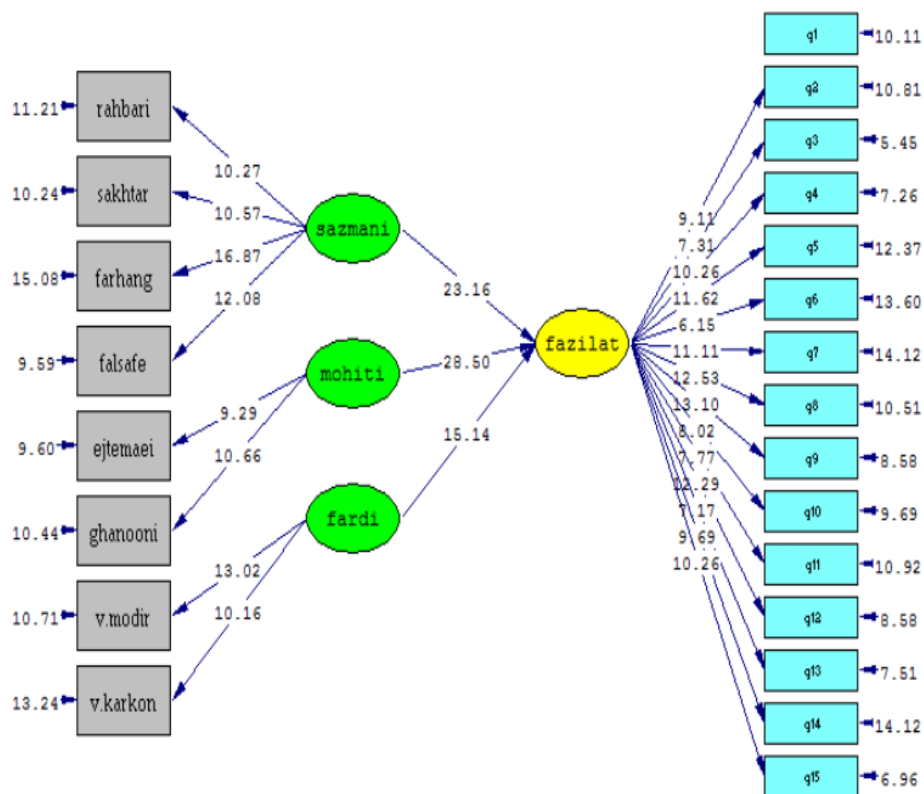 11.21 rahbari
10.24 sakhtar
15.08 farhang
9.59 falsafe
9.60 ejtemaei
10.44 ghanooni
10.71 v.modir
13.24 v.karkon
10.27
10.57
16.87
12.08
9.29
10.66
13.02
10.16
sazmani
mohiti
fardi
23.16
28.50
15.14
fazilat
9.11
7.31
10.26
11.62
6.15
11.11
12.53
13.10
8.02
7.77
12.29
7.17
9.69
10.26
q1 10.11
q2 10.81
q3 5.45
q4 7.26
q5 12.37
q6 13.60
q7 14.12
q8 10.51
q9 8.58
q10 9.69
q11 10.92
q12 8.58
q13 7.51
q14 14.12
q15 6.96